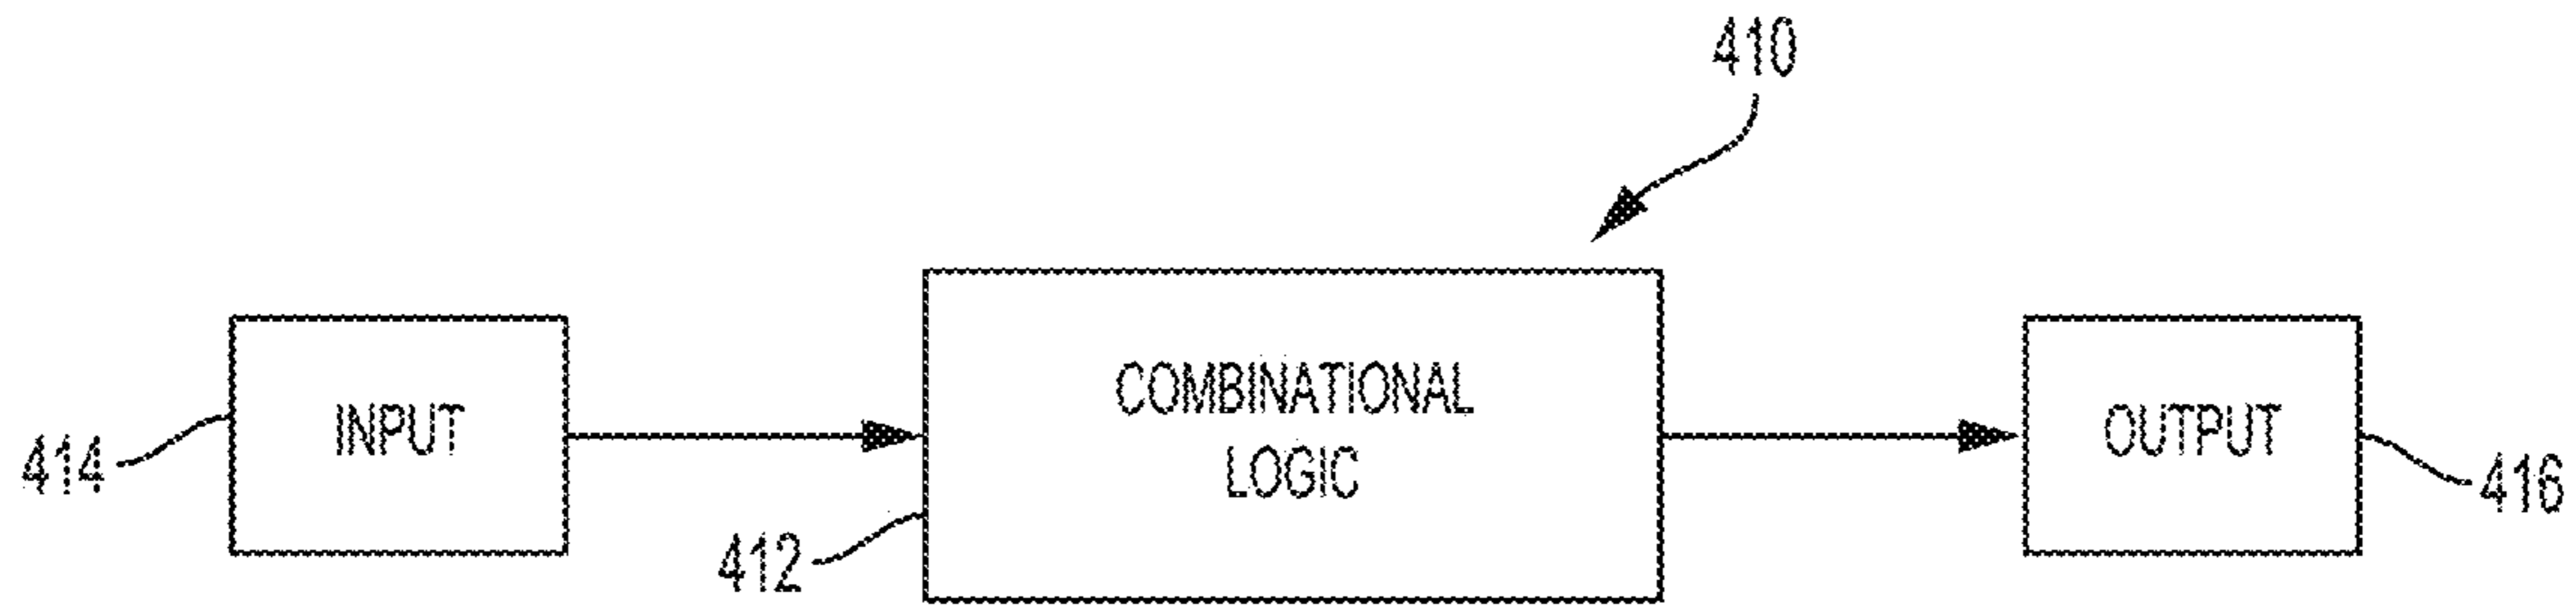 410
INPUT
COMBINATIONAL
LOGIC
OUTPUT
414
412
416